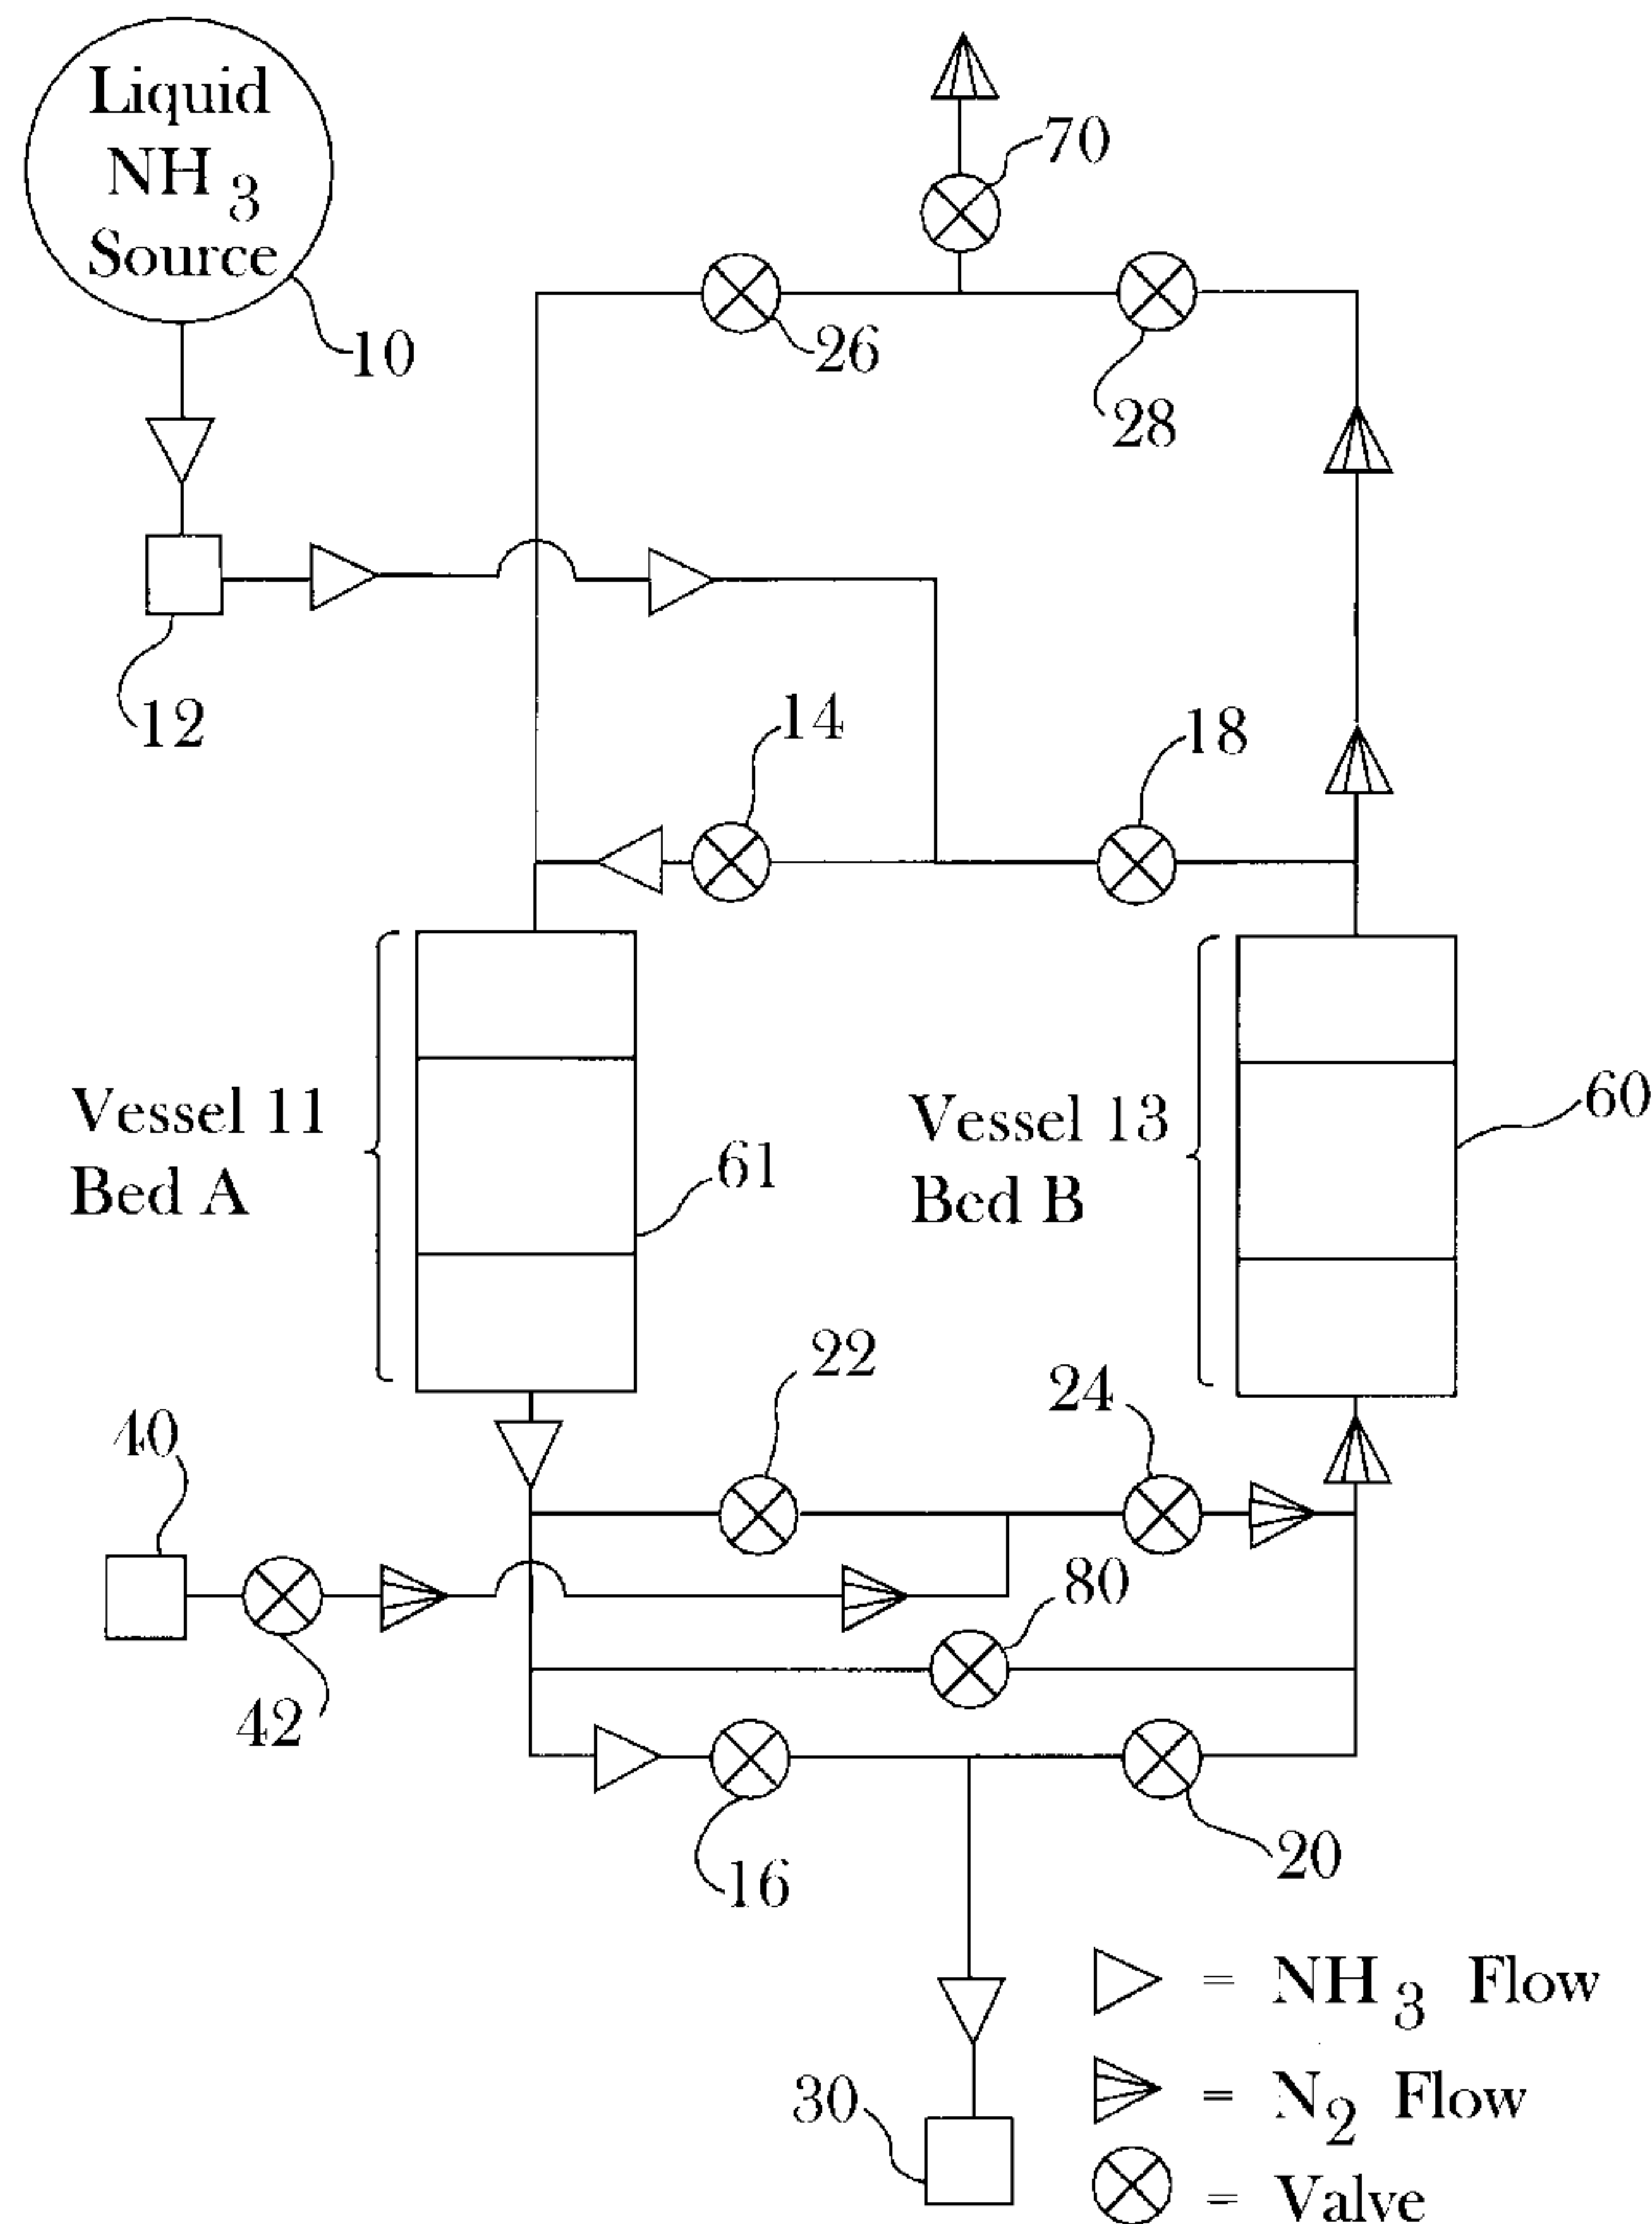 Liquid
NH 3
Source
10
70
26
28
12
14
18
Vessel 11
Bed A
61
Vessel 13
Bed B
60
22
24
40
80
42
16
20
30
= NH 3 Flow
= N2 Flow
= Valve